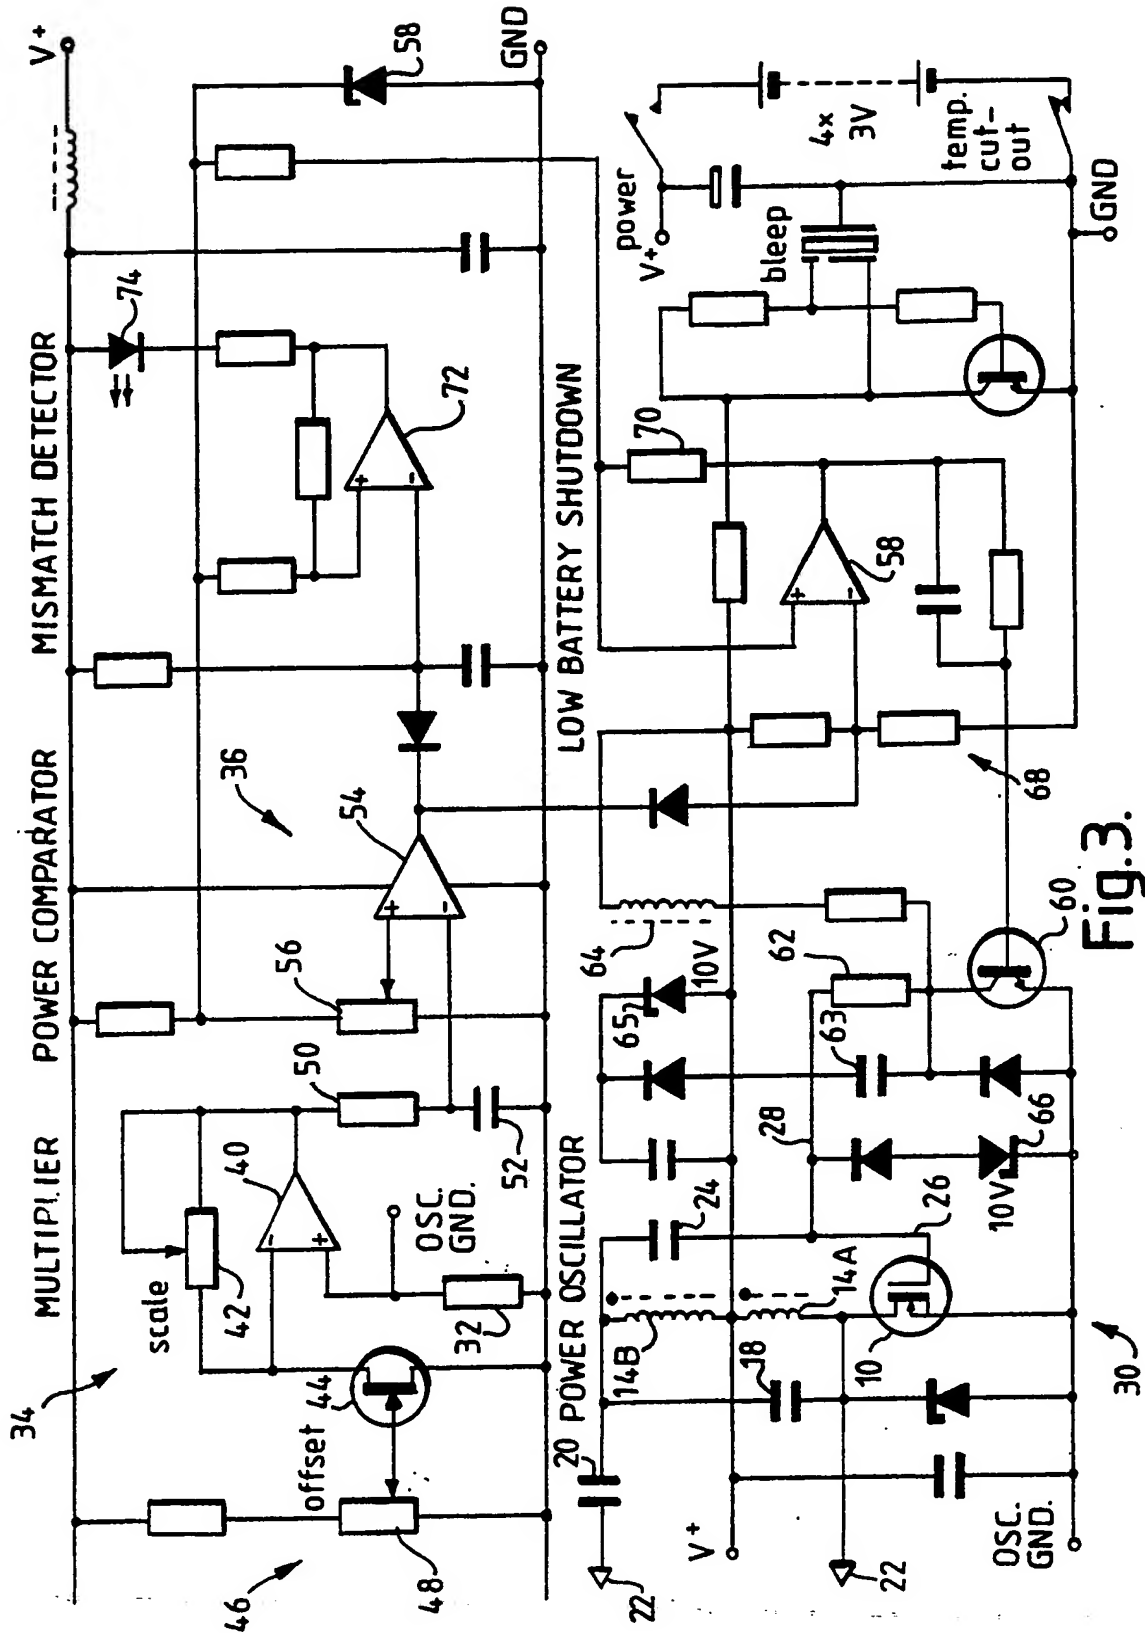 MULTIPLIER
POWER COMPARATOR
MISMATCH DETECTOR
V+
34
scale
42
40
50
56
54
36
72
74
58
GND
46
48
offset
44
32
OSC.
GND.
52
POWER OSCILLATOR
LOW BATTERY SHUTDOWN
20
22
14B
18
24
14A
10
26
28
65
10V
64
63
62
10V
66
60
68
58
70
bleep
power
V+
4x
3V
temp.
cut-
out
GND
V+
22
OSC.
GND.
30
Fig.3.